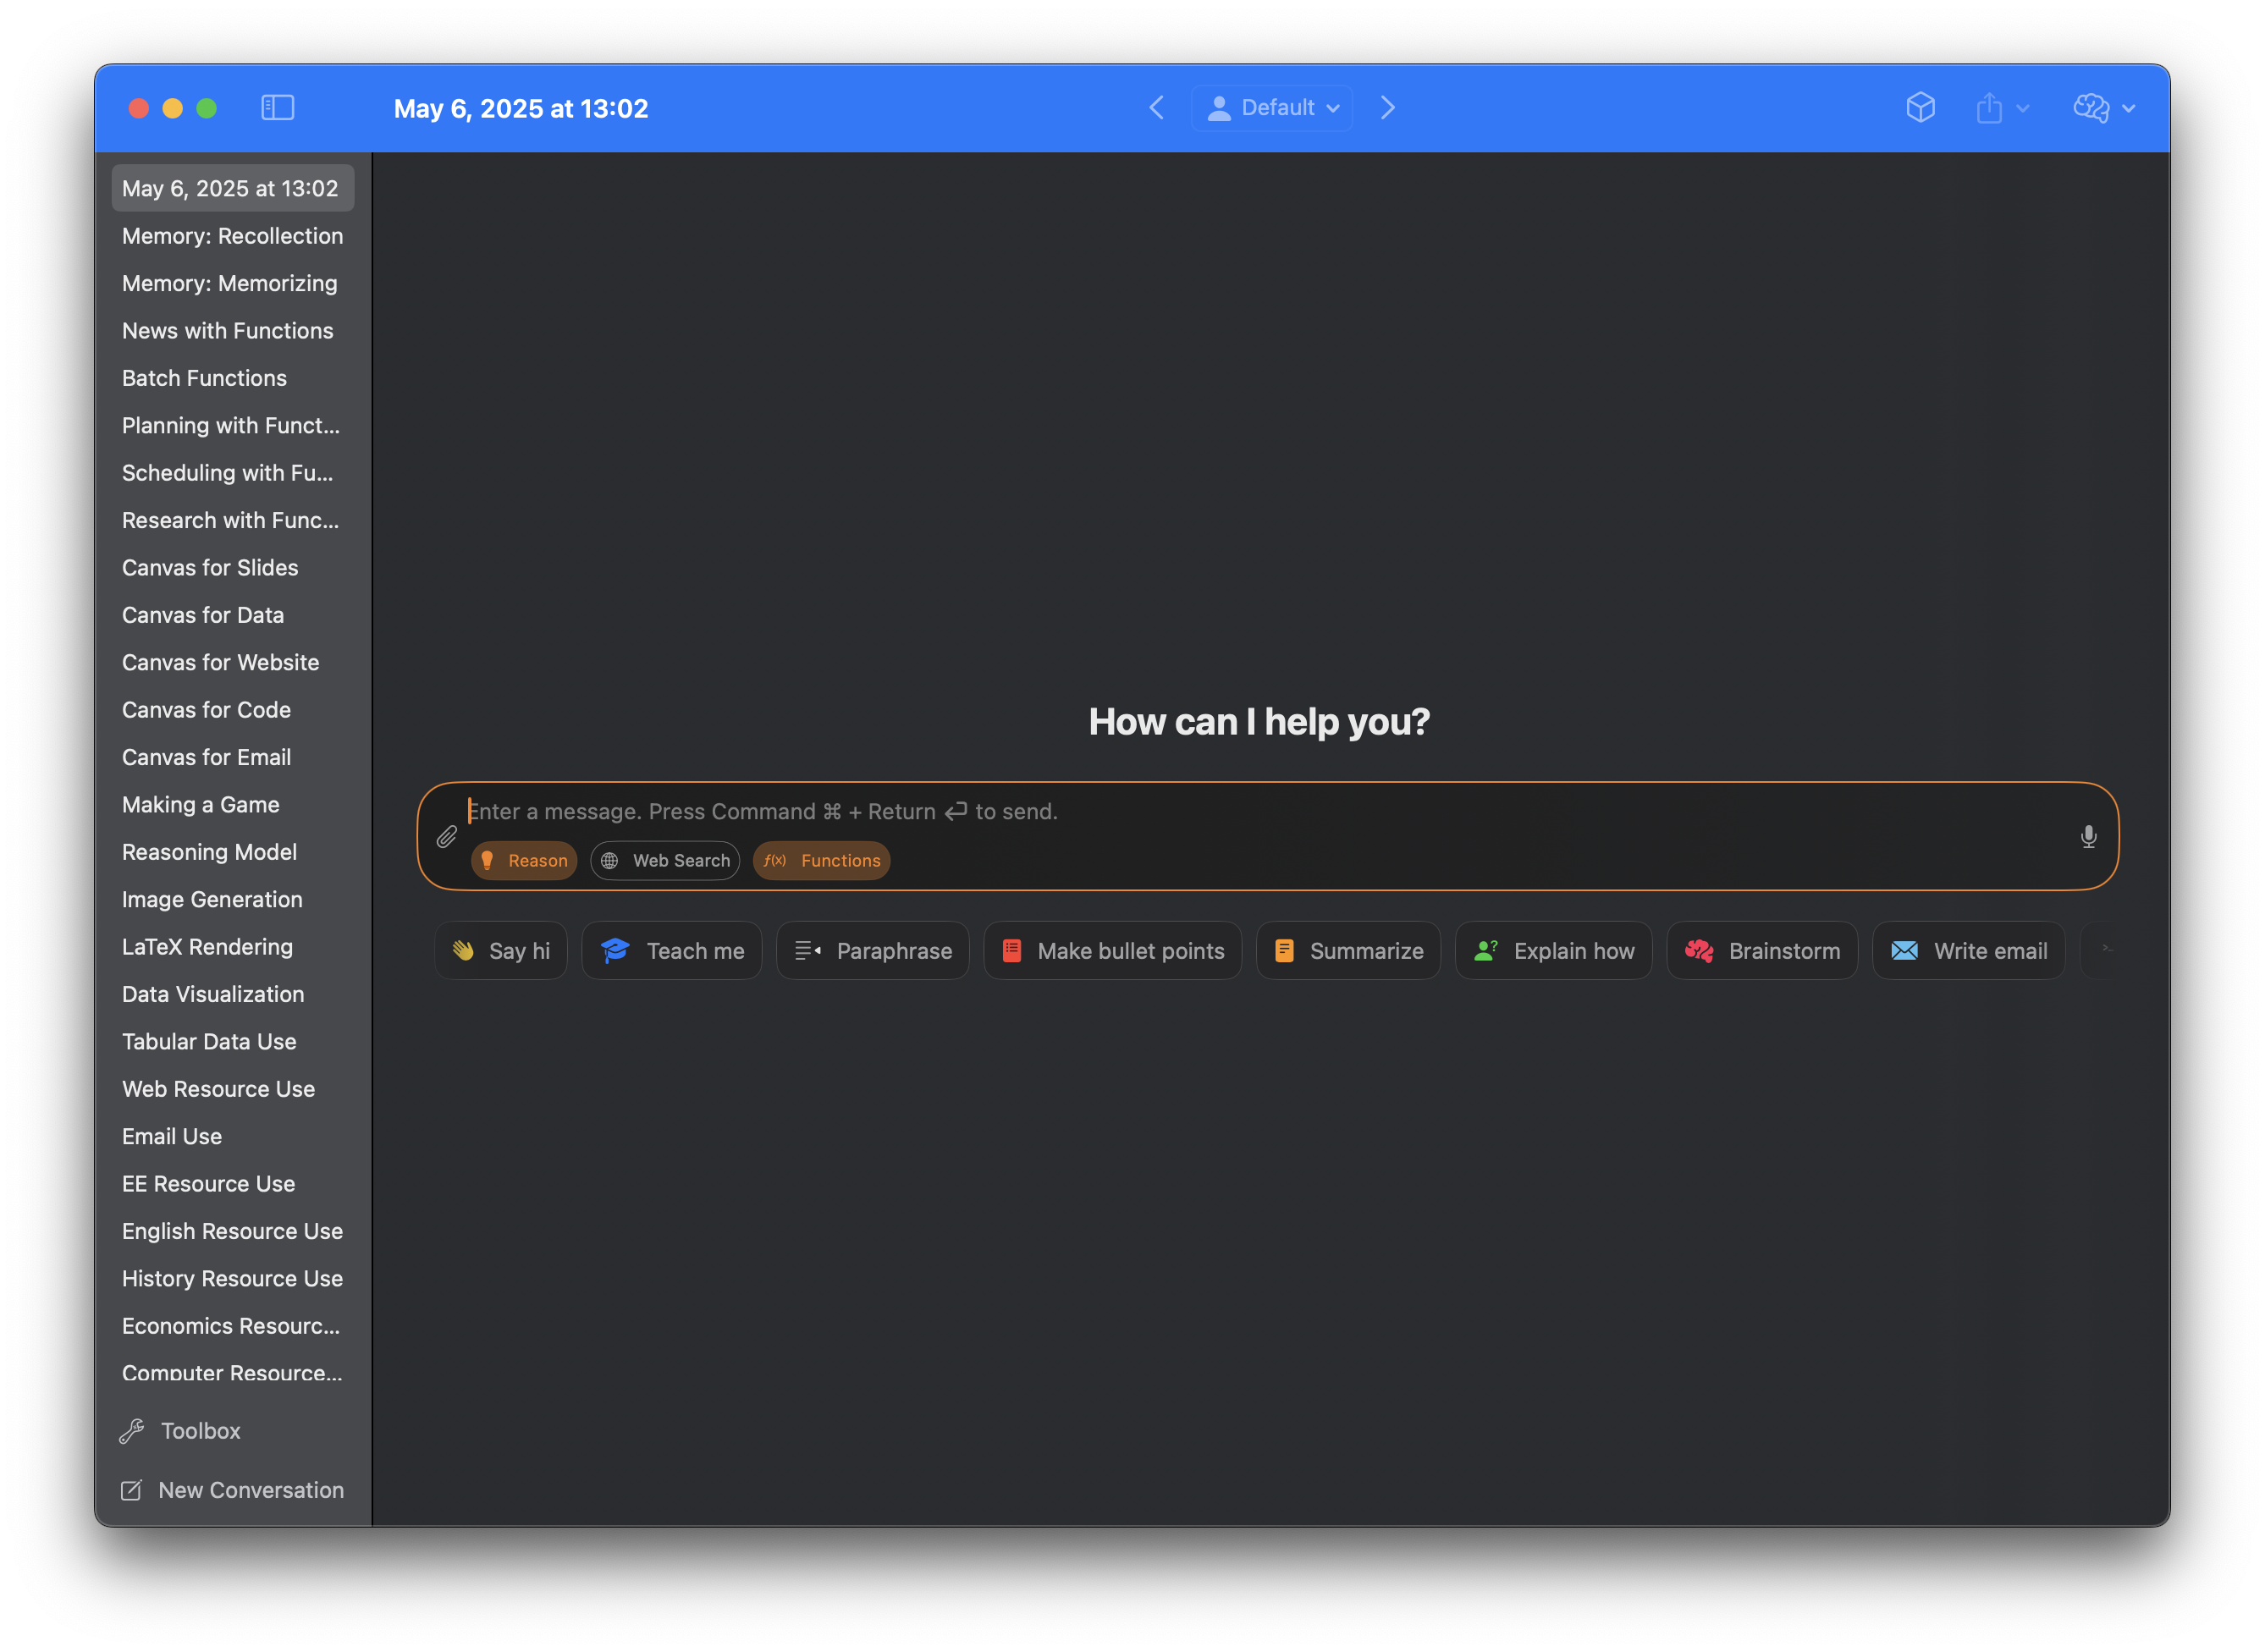 May 6, 2025 at 13:02
Default
May 6, 2025 at 13:02
Memory: Recollection
Memory: Memorizing
News with Functions
Batch Functions
Planning with Funct...
Scheduling with Fu...
Research with Func...
Canvas for Slides
Canvas for Data
Canvas for Website
Canvas for Code
Canvas for Email
Making a Game
Reasoning Model
Image Generation
LaTeX Rendering
Data Visualization
Tabular Data Use
Web Resource Use
Email Use
EE Resource Use
English Resource Use
History Resource Use
Economics Resourc...
Computer Resource...
Toolbox
New Conversation
How can I help you?
Enter a message. Press Command ⌘ + Return ↩ to send.
Reason
Web Search
f(x) Functions
Say hi
Teach me
Paraphrase
Make bullet points
Summarize
Explain how
Brainstorm
Write email